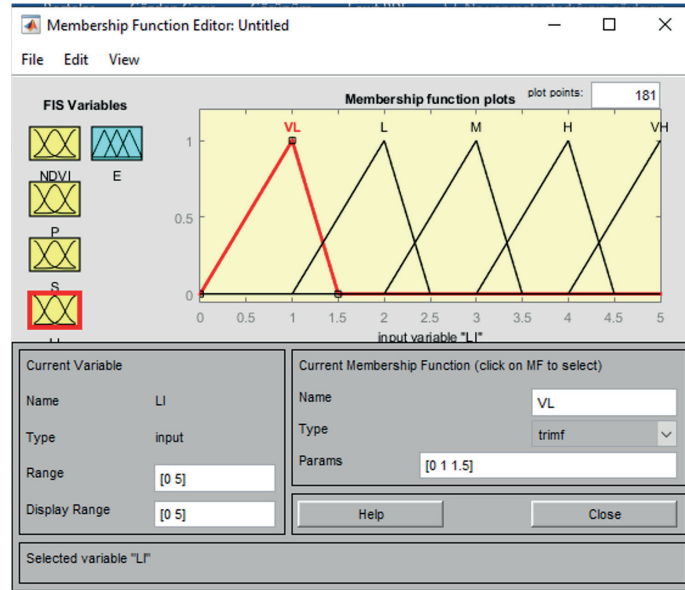 Membership Function Editor: Untitled
File Edit View
FIS Variables
Membership function plots
plot points: 181
NDVI E
P
S
VL L M H VH
1
0.5
0
0 0.5 1 1.5 2 2.5 3 3.5 4 4.5 5
input variable "LI"
Current Variable
Name LI
Type input
Range [0 5]
Display Range [0 5]
Current Membership Function (click on MF to select)
Name VL
Type trimf
Params [0 1 1.5]
Help Close
Selected variable "LI"